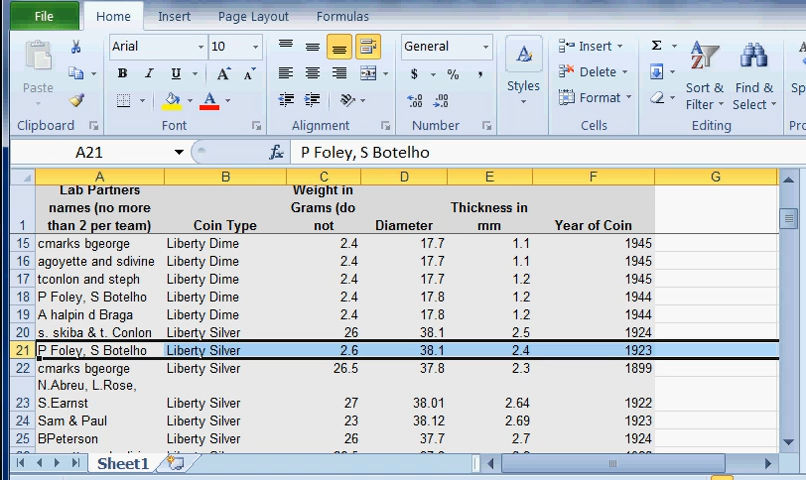 File Home Insert Page Layout Formulas
Paste
Clipboard
Arial 10
B I U A A
A
Font
Alignment
General
$ % ,
.00 .0
Number
A
Styles
Insert
Delete
Format
Cells
Σ
Sort & Filter
Find & Select
Editing
A21 fx P Foley, S Botelho
A B C D E F G
1 Lab Partners names (no more than 2 per team) Coin Type Weight in Grams (do not Diameter Thickness in mm Year of Coin
15 cmarks bgeorge Liberty Dime 2.4 17.7 1.1 1945
16 agoyette and sdivine Liberty Dime 2.4 17.7 1.1 1945
17 tconlon and steph Liberty Dime 2.4 17.7 1.2 1945
18 P Foley, S Botelho Liberty Dime 2.4 17.8 1.2 1944
19 A halpin d Braga Liberty Dime 2.4 17.8 1.2 1944
20 s. skiba & t. Conlon Liberty Silver 26 38.1 2.5 1924
21 P Foley, S Botelho Liberty Silver 2.6 38.1 2.4 1923
22 cmarks bgeorge Liberty Silver 26.5 37.8 2.3 1899
23 N.Abreu, L.Rose, S.Earnst Liberty Silver 27 38.01 2.64 1922
24 Sam & Paul Liberty Silver 23 38.12 2.69 1923
25 BPeterson Liberty Silver 26 37.7 2.7 1924
Sheet1